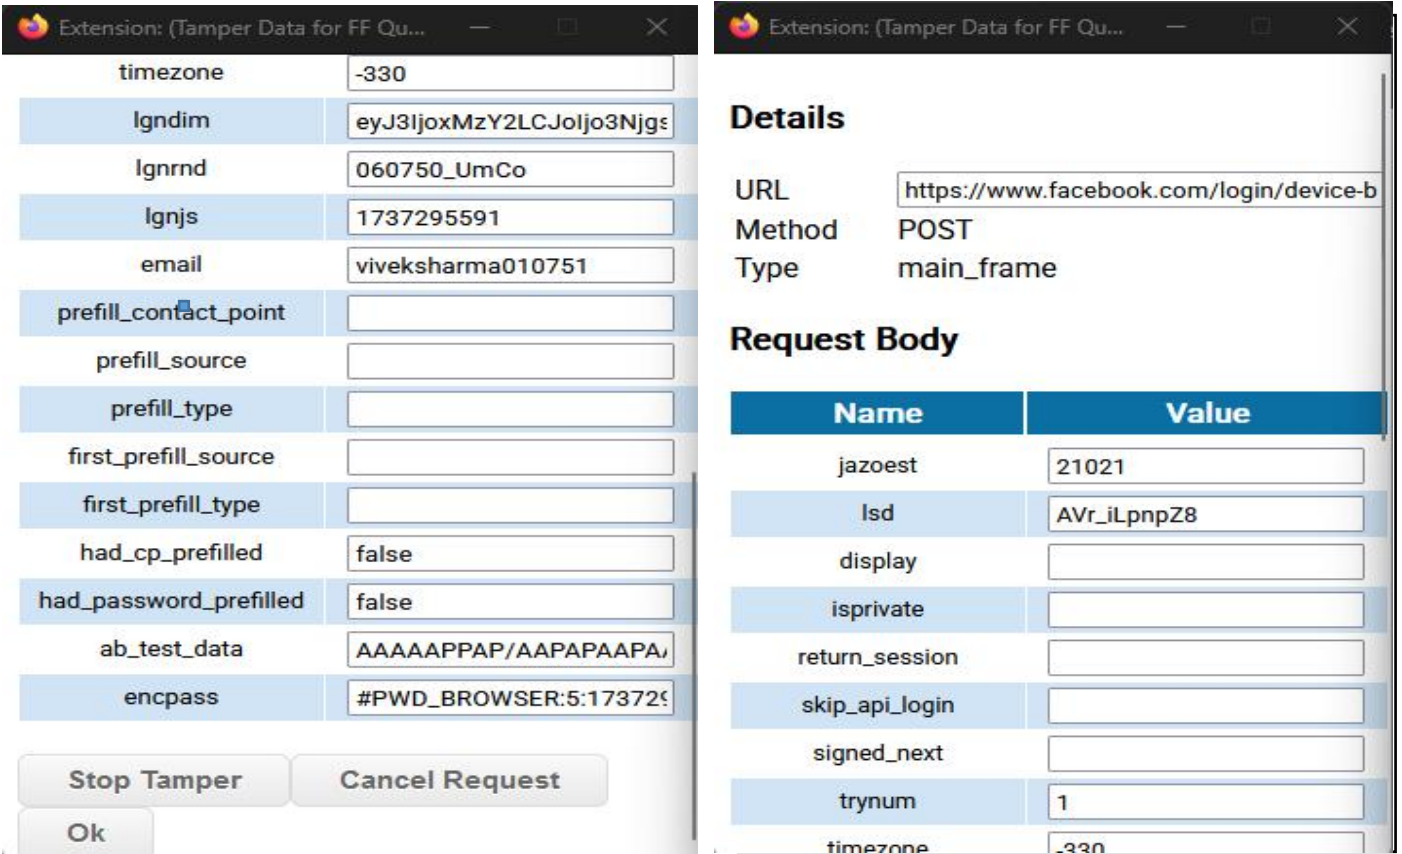 Extension: (Tamper Data for FF Qu...
timezone -330
lgndim eyJ3IjoxMzY2LCJoIjo3Njgs
lgnrnd 060750_UmCo
lgnjs 1737295591
email viveksharma010751
prefill_contact_point
prefill_source
prefill_type
first_prefill_source
first_prefill_type
had_cp_prefilled false
had_password_prefilled false
ab_test_data AAAAAPPAP/AAPAPAAPA
encpass #PWD_BROWSER:5:173729
Stop Tamper Cancel Request
Ok
Extension: (Tamper Data for FF Qu...
Details
URL https://www.facebook.com/login/device-b
Method POST
Type main_frame
Request Body
Name Value
jazoest 21021
lsd AVr_iLpnpZ8
display
isprivate
return_session
skip_api_login
signed_next
trynum 1
timezone -330